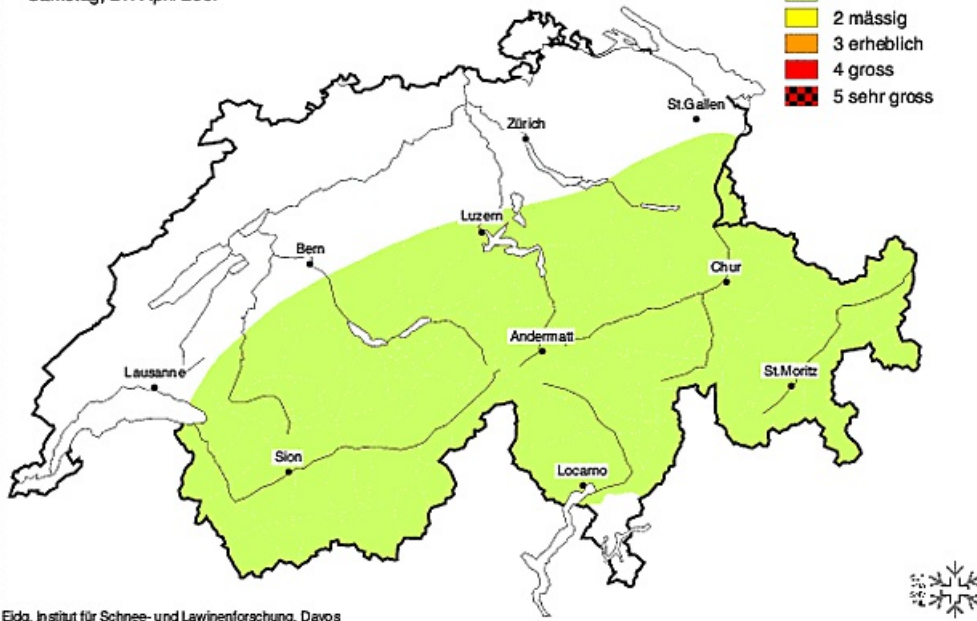 2 mässig
3 erheblich
4 gross
5 sehr gross
St.Gallen
Zürich
Luzern
Bern
Chur
Andermatt
Lausanne
St.Moritz
Sion
Locarno
Eidg. Institut für Schnee- und Lawinenforschung, Davos